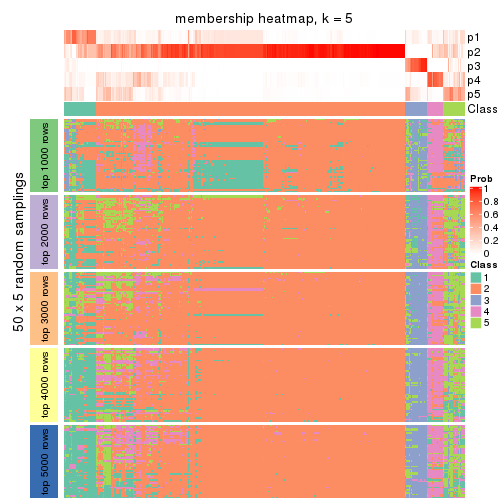 membership heatmap, k = 5
p1
p2
p3
p4
p5
Class
50 x 5 random samplings
top 1000 rows
top 2000 rows
top 3000 rows
top 4000 rows
top 5000 rows
Prob
1
0.8
0.6
0.4
0.2
0
Class
1
2
3
4
5